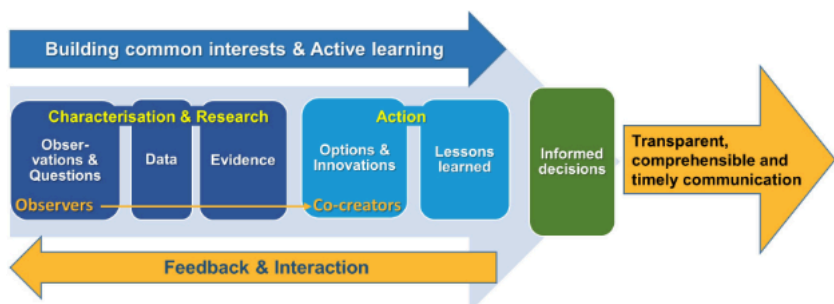 Building common interests & Active learning
Characterisation & Research
Action
Obser-
vations &
Questions
Data
Evidence
Options &
Innovations
Lessons
learned
Informed
decisions
Transparent,
comprehensible and
timely communication
Observers
Co-creators
Feedback & Interaction